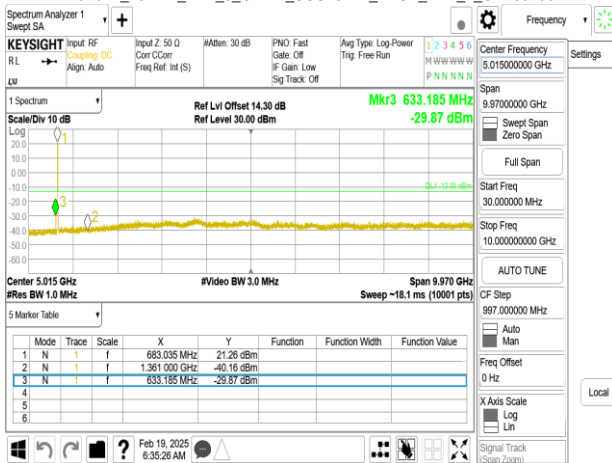 Spectrum Analyzer 1
Swept SA
Frequency
KEYSIGHT
RL
LXI
Input: RF
Coupling: DC
Align: Auto
Input Z: 50 Ω
Corr CCorr
Freq Ref: Int (S)
#Atten: 30 dB
PNO: Fast
Gate: Off
IF Gain: Low
Sig Track: Off
Avg Type: Log-Power
Trig: Free Run
1 2 3 4 5 6
M W W W W W
P N N N N N
Center Frequency
5.015000000 GHz
Settings
Span
9.97000000 GHz
Swept Span
Zero Span
Full Span
Start Freq
30.000000 MHz
Stop Freq
10.000000000 GHz
AUTO TUNE
CF Step
997.000000 MHz
Auto
Man
Freq Offset
0 Hz
X Axis Scale
Log
Lin
Signal Track
(Span Zoom)
Local
1 Spectrum
Scale/Div 10 dB
Ref Lvl Offset 14.30 dB
Ref Level 30.00 dBm
Mkr3 633.185 MHz
-29.87 dBm
Log
20.0
10.0
0.00
-10.0
-20.0
-30.0
-40.0
-50.0
-60.0
1
2
3
DL1 -13.00 dBm
Center 5.015 GHz
#Res BW 1.0 MHz
#Video BW 3.0 MHz
Span 9.970 GHz
Sweep ~18.1 ms (10001 pts)
5 Marker Table
Mode Trace Scale X Y Function Function Width Function Value
1 N 1 f 683.035 MHz 21.26 dBm
2 N 1 f 1.361 000 GHz -40.16 dBm
3 N 1 f 633.185 MHz -29.87 dBm
4
5
6
?
Feb 19, 2025
6:35:26 AM